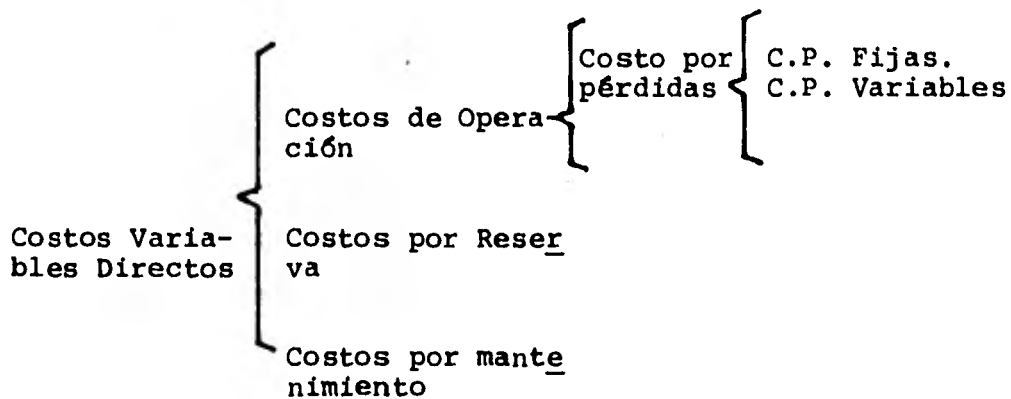 Costo por
pérdidas
C.P. Fijas.
C.P. Variables
Costos de Opera-
ción
Costos Varia-
bles Directos
Costos por Reser
va
Costos por mante
nimiento